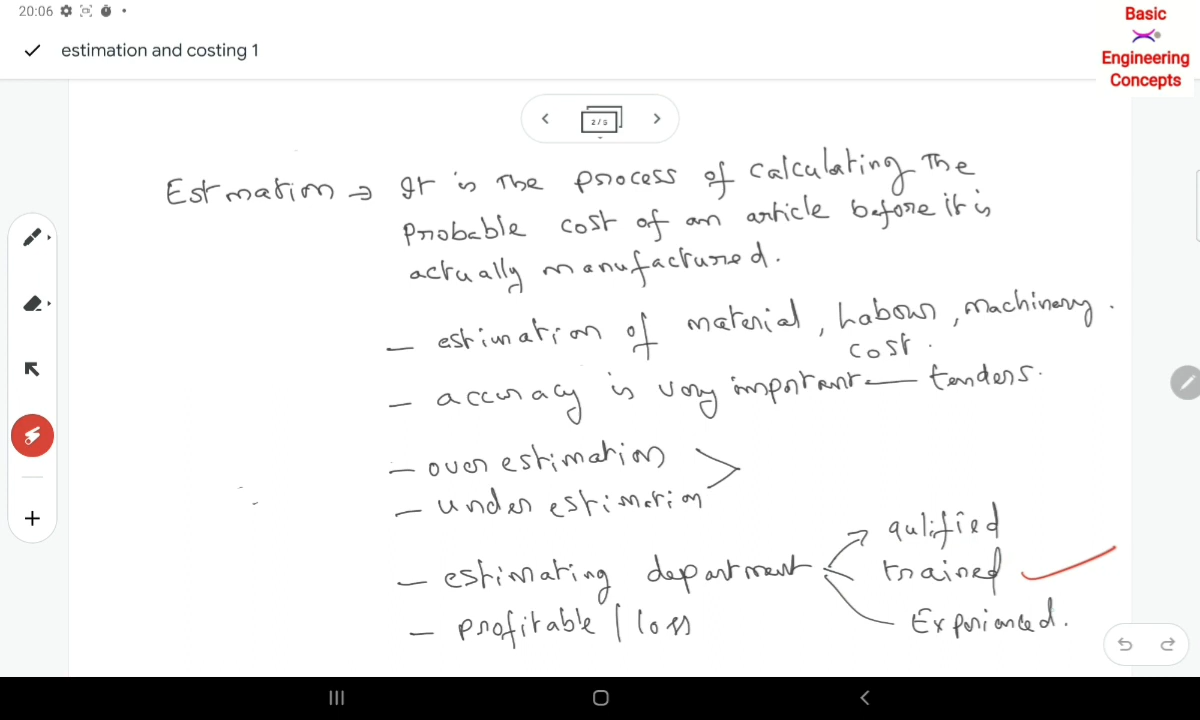 20:06
Basic
Engineering
Concepts
estimation and costing 1
2/5
Estmation → It is The process of calculating The
probable cost of an article before it is
actually manufactured.
— estimation of material, Labour, machinery.
cost.
— accuracy is very important — tenders.
— over estimation
— under estimation
— estimating department
qulified
trained
Experianced.
— profitable / loss